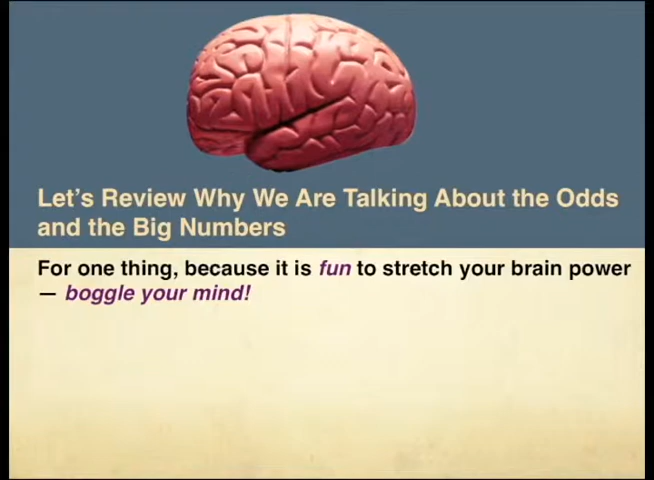 Let's Review Why We Are Talking About the Odds
and the Big Numbers
For one thing, because it is fun to stretch your brain power
— boggle your mind!